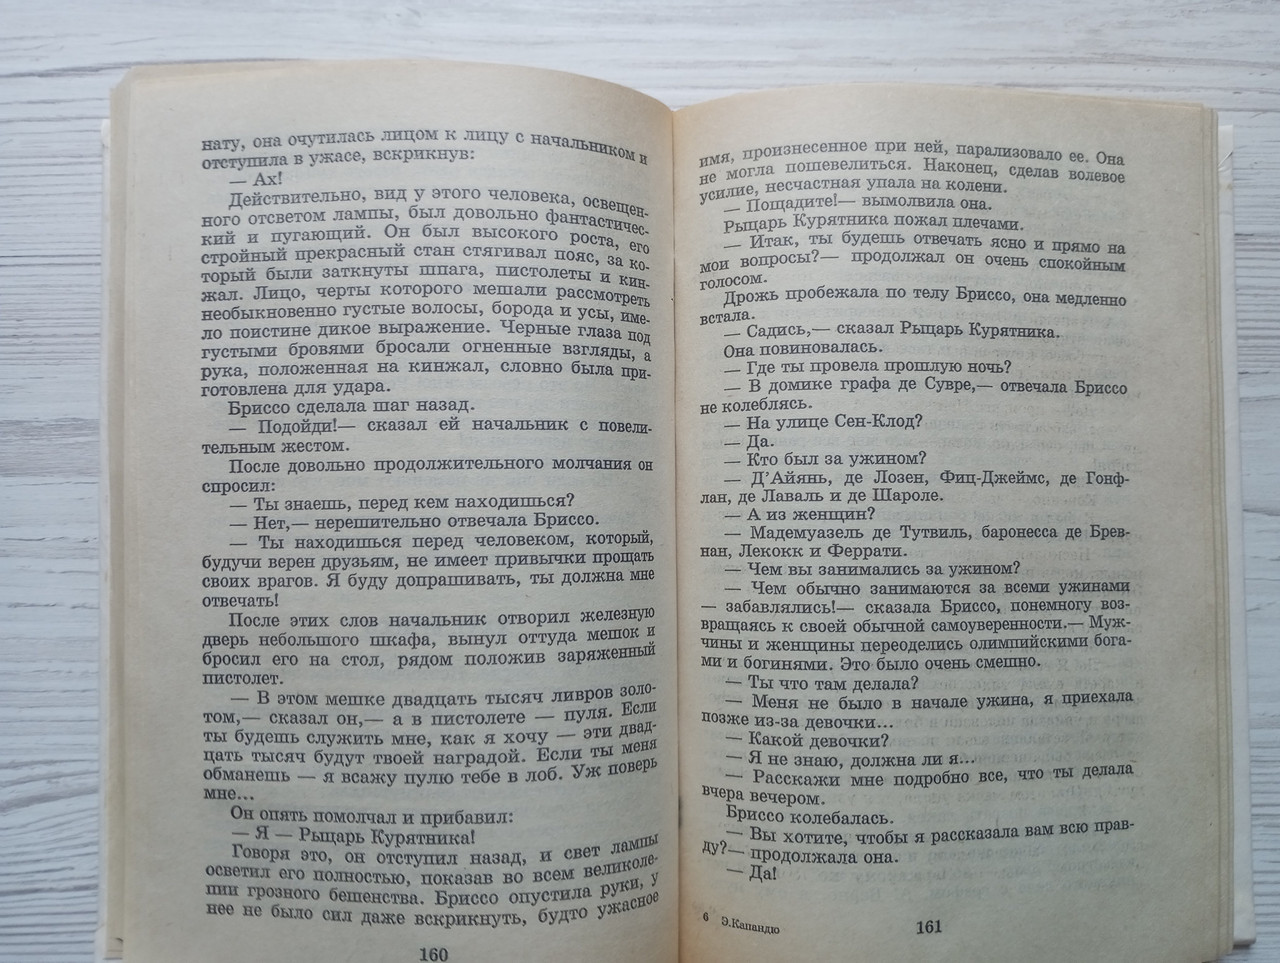 нату, она очутилась лицом к лицу с начальником и
отступила в ужасе, вскрикнув:
— Ах!
Действительно, вид у этого человека, освещен-
ного отсветом лампы, был довольно фантастичес-
кий и пугающий. Он был высокого роста, его
стройный прекрасный стан стягивал пояс, за ко-
торый были заткнуты шпага, пистолеты и кин-
жал. Лицо, черты которого мешали рассмотреть
необыкновенно густые волосы, борода и усы, име-
ло поистине дикое выражение. Черные глаза под
густыми бровями бросали огненные взгляды, а
рука, положенная на кинжал, словно была при-
готовлена для удара.
Бриссо сделала шаг назад.
— Подойди!— сказал ей начальник с повели-
тельным жестом.
После довольно продолжительного молчания он
спросил:
— Ты знаешь, перед кем находишься?
— Нет,— нерешительно отвечала Бриссо.
— Ты находишься перед человеком, который,
будучи верен друзьям, не имеет привычки прощать
своих врагов. Я буду допрашивать, ты должна мне
отвечать!
После этих слов начальник отворил железную
дверь небольшого шкафа, вынул оттуда мешок и
бросил его на стол, рядом положив заряженный
пистолет.
— В этом мешке двадцать тысяч ливров золо-
том,— сказал он,— а в пистолете — пуля. Если
ты будешь служить мне, как я хочу — эти двад-
цать тысяч будут твоей наградой. Если ты меня
обманешь — я всажу пулю тебе в лоб. Уж поверь
мне...
Он опять помолчал и прибавил:
— Я — Рыцарь Курятника!
Говоря это, он отступил назад, и свет лампы
осветил его полностью, показав во всем великоле-
пии грозного бешенства. Бриссо опустила руки, у
нее не было сил даже вскрикнуть, будто ужасное
160
имя, произнесенное при ней, парализовало ее. Она
не могла пошевелиться. Наконец, сделав волевое
усилие, несчастная упала на колени.
— Пощадите!— вымолвила она.
Рыцарь Курятника пожал плечами.
— Итак, ты будешь отвечать ясно и прямо на
мои вопросы?— продолжал он очень спокойным
голосом.
Дрожь пробежала по телу Бриссо, она медленно
встала.
— Садись,— сказал Рыцарь Курятника.
Она повиновалась.
— Где ты провела прошлую ночь?
— В домике графа де Сувре,— отвечала Бриссо
не колеблясь.
— На улице Сен-Клод?
— Да.
— Кто был за ужином?
— Д'Айянь, де Лозен, Фиц-Джеймс, де Гонф-
лан, де Лаваль и де Шароле.
— А из женщин?
— Мадемуазель де Тутвиль, баронесса де Брев-
нан, Лекокк и Феррати.
— Чем вы занимались за ужином?
— Чем обычно занимаются за всеми ужинами
— забавлялись!— сказала Бриссо, понемногу воз-
вращаясь к своей обычной самоуверенности.— Муж-
чины и женщины переоделись олимпийскими бога-
ми и богинями. Это было очень смешно.
— Ты что там делала?
— Меня не было в начале ужина, я приехала
позже из-за девочки...
— Какой девочки?
— Я не знаю, должна ли я...
— Расскажи мне подробно все, что ты делала
вчера вечером.
Бриссо колебалась.
— Вы хотите, чтобы я рассказала вам всю прав-
ду?— продолжала она.
— Да!
6 Э.Капандю
161